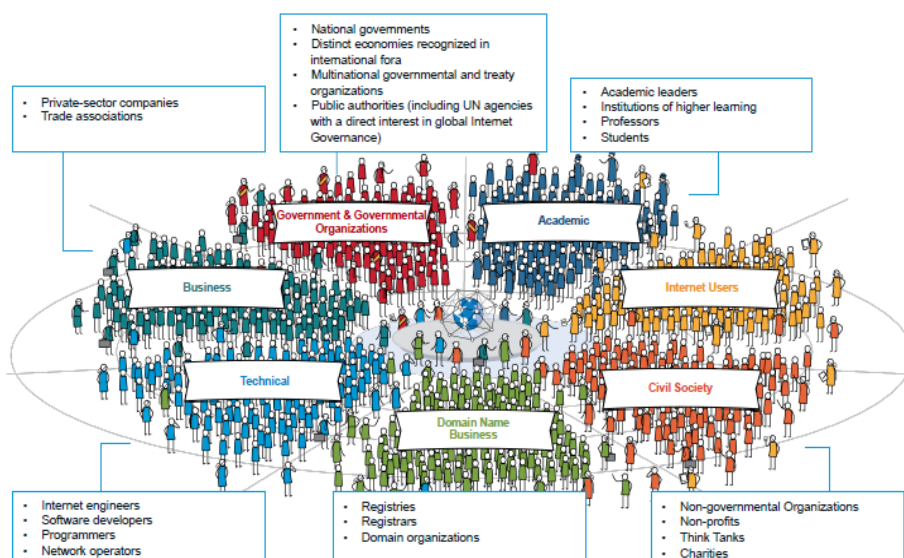 • National governments
• Distinct economies recognized in
international fora
• Multinational governmental and treaty
organizations
• Public authorities (including UN agencies
with a direct interest in global Internet
Governance)
• Private-sector companies
• Trade associations
• Academic leaders
• Institutions of higher learning
• Professors
• Students
Government & Governmental
Organizations
Academic
Business
Internet Users
Technical
Civil Society
Domain Name
Business
• Internet engineers
• Software developers
• Programmers
• Network operators
• Registries
• Registrars
• Domain organizations
• Non-governmental Organizations
• Non-profits
• Think Tanks
• Charities